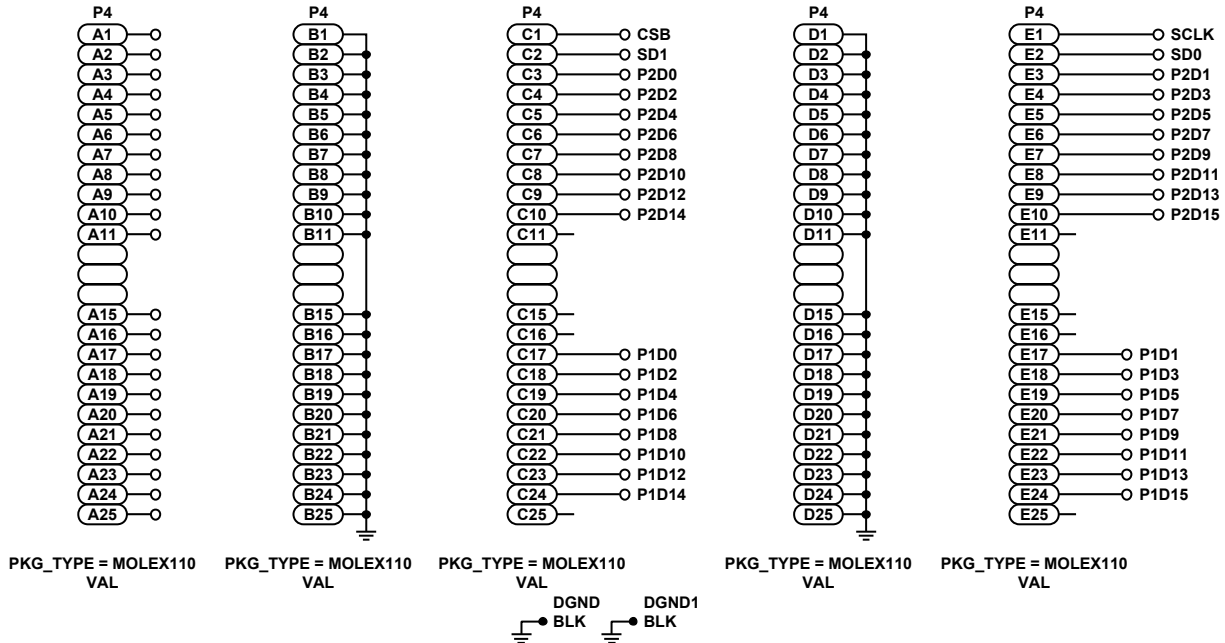 P4 P4 P4 P4 P4
A1 B1 C1 CSB D1 E1 SCLK
A2 B2 C2 SD1 D2 E2 SD0
A3 B3 C3 P2D0 D3 E3 P2D1
A4 B4 C4 P2D2 D4 E4 P2D3
A5 B5 C5 P2D4 D5 E5 P2D5
A6 B6 C6 P2D6 D6 E6 P2D7
A7 B7 C7 P2D8 D7 E7 P2D9
A8 B8 C8 P2D10 D8 E8 P2D11
A9 B9 C9 P2D12 D9 E9 P2D13
A10 B10 C10 P2D14 D10 E10 P2D15
A11 B11 C11 D11 E11
A15 B15 C15 D15 E15
A16 B16 C16 D16 E16
A17 B17 C17 P1D0 D17 E17 P1D1
A18 B18 C18 P1D2 D18 E18 P1D3
A19 B19 C19 P1D4 D19 E19 P1D5
A20 B20 C20 P1D6 D20 E20 P1D7
A21 B21 C21 P1D8 D21 E21 P1D9
A22 B22 C22 P1D10 D22 E22 P1D11
A23 B23 C23 P1D12 D23 E23 P1D13
A24 B24 C24 P1D14 D24 E24 P1D15
A25 B25 C25 D25 E25
PKG_TYPE = MOLEX110 PKG_TYPE = MOLEX110 PKG_TYPE = MOLEX110 PKG_TYPE = MOLEX110 PKG_TYPE = MOLEX110
VAL VAL VAL VAL VAL
DGND DGND1
BLK BLK